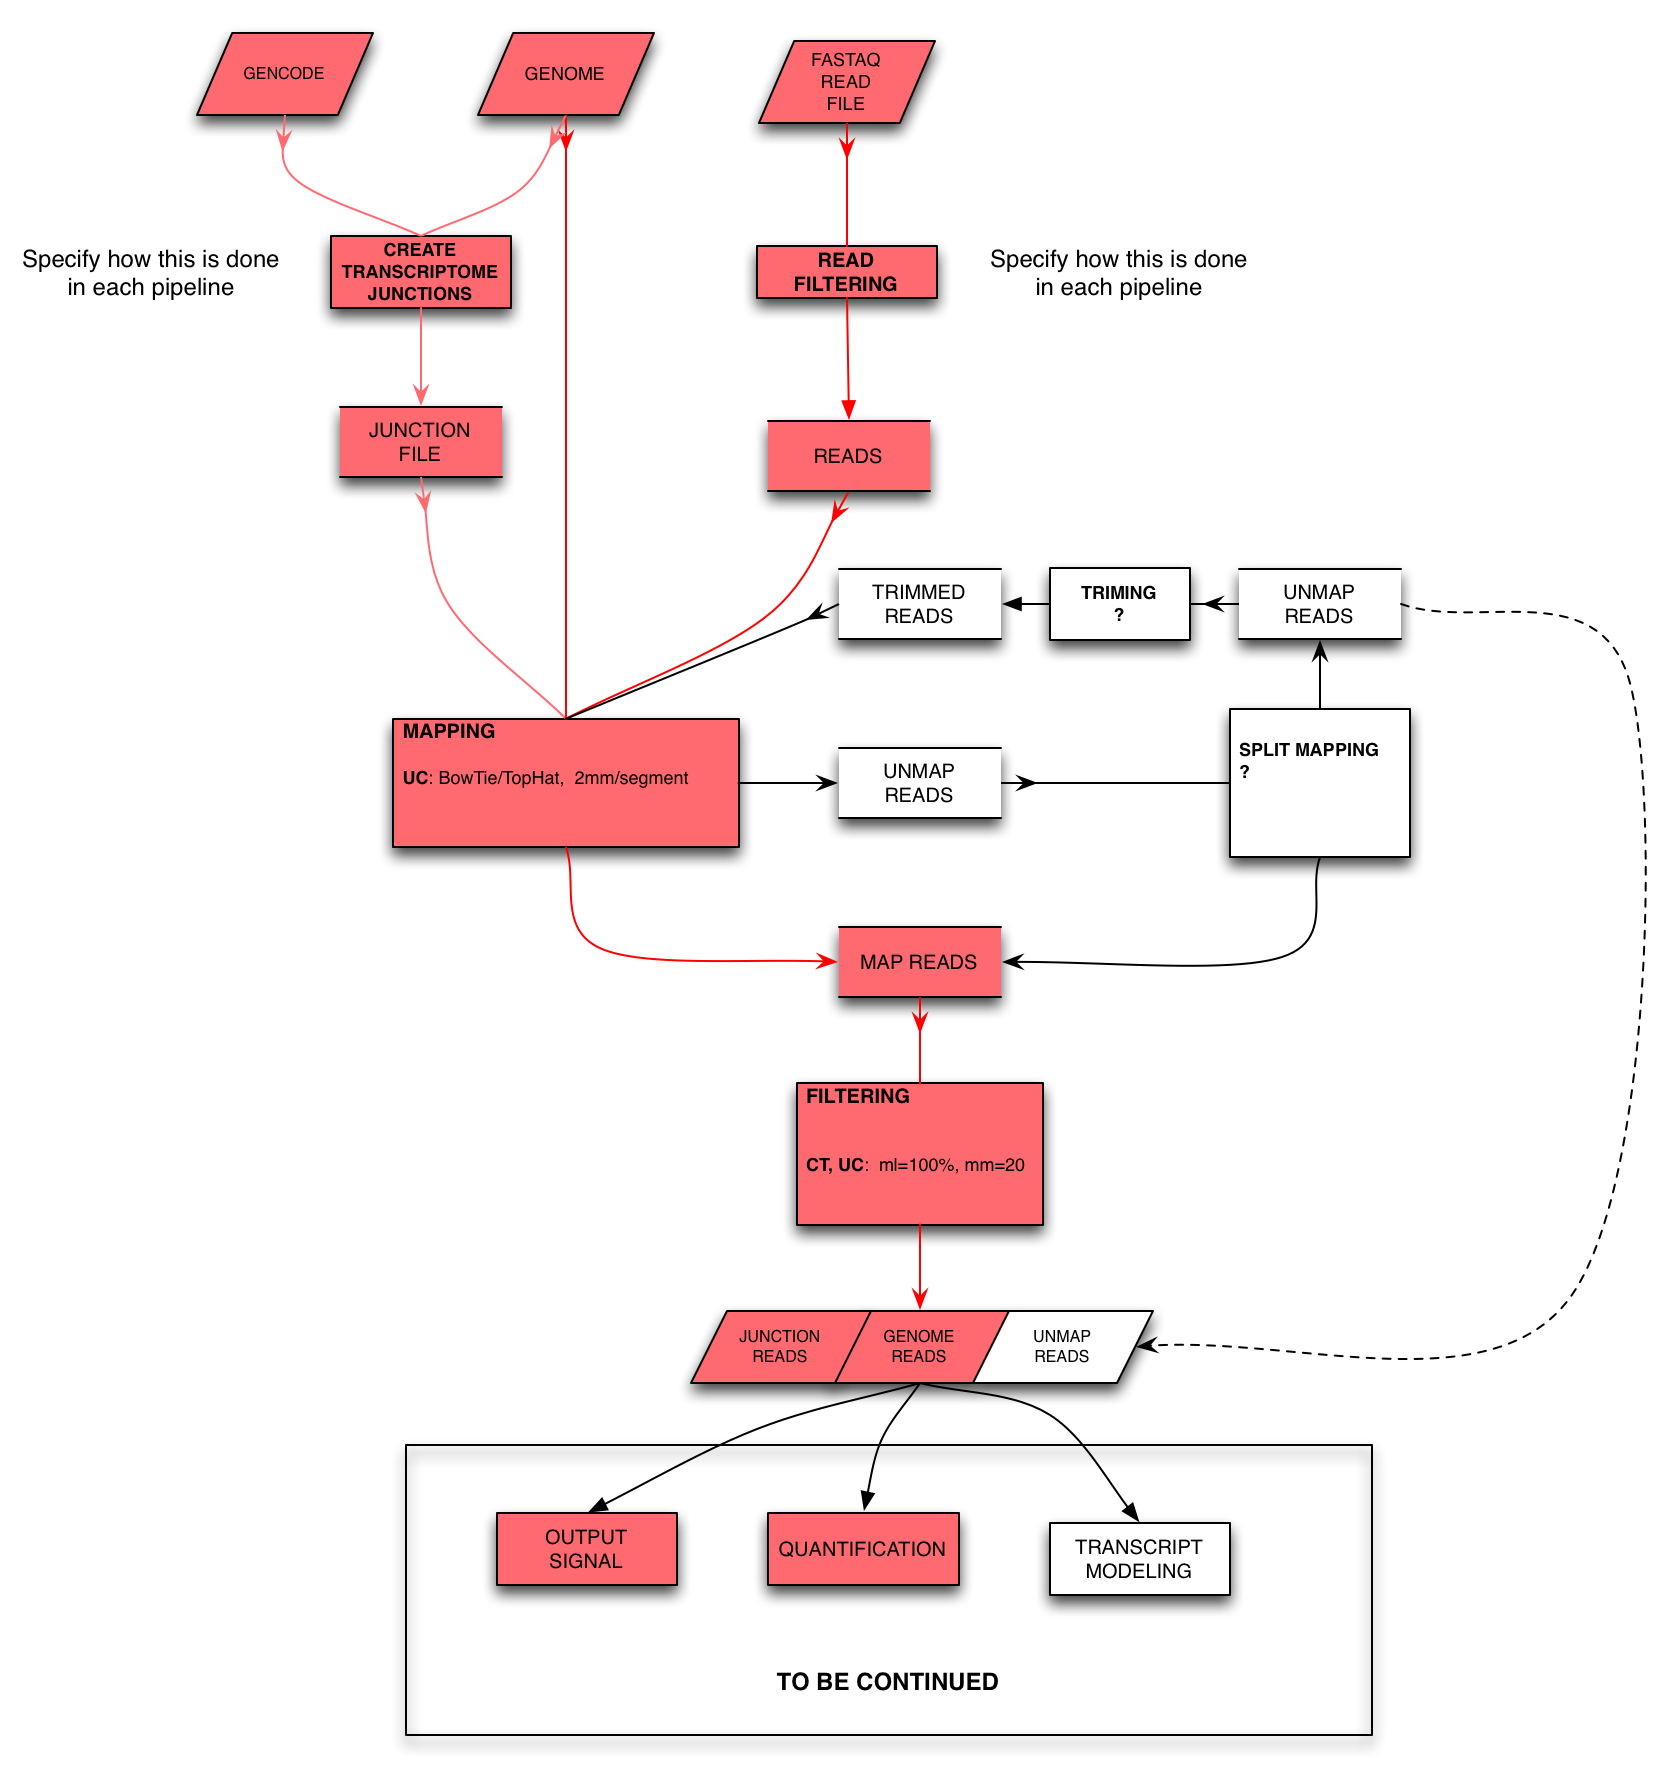 GENCODE
GENOME
FASTAQ
READ
FILE
Specify how this is done
in each pipeline
CREATE
TRANSCRIPTOME
JUNCTIONS
READ
FILTERING
Specify how this is done
in each pipeline
JUNCTION
FILE
READS
TRIMMED
READS
TRIMING
?
UNMAP
READS
MAPPING
UC: BowTie/TopHat,  2mm/segment
UNMAP
READS
SPLIT MAPPING
?
MAP READS
FILTERING
CT, UC:  ml=100%, mm=20
JUNCTION
READS
GENOME
READS
UNMAP
READS
OUTPUT
SIGNAL
QUANTIFICATION
TRANSCRIPT
MODELING
TO BE CONTINUED